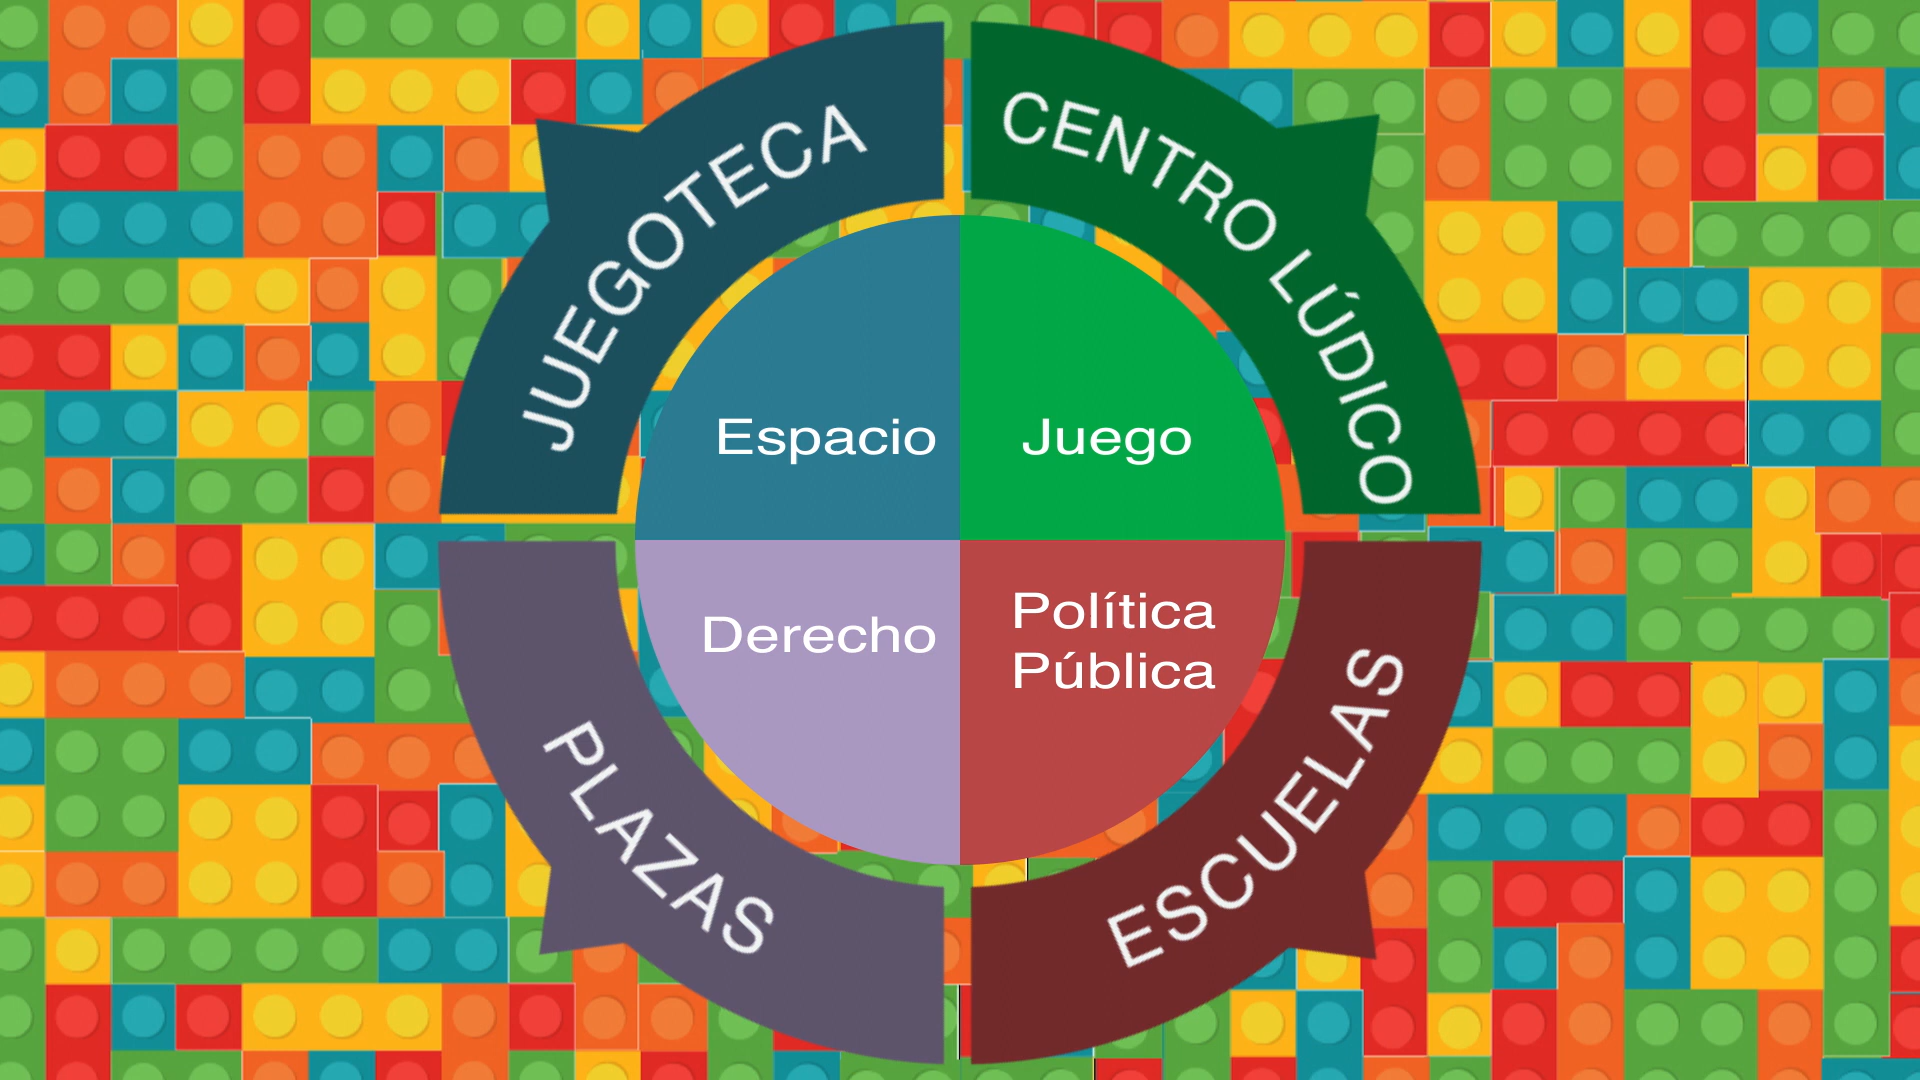 JUEGOTECA
CENTRO LÚDICO
Espacio
Juego
Derecho
Política
Pública
PLAZAS
ESCUELAS